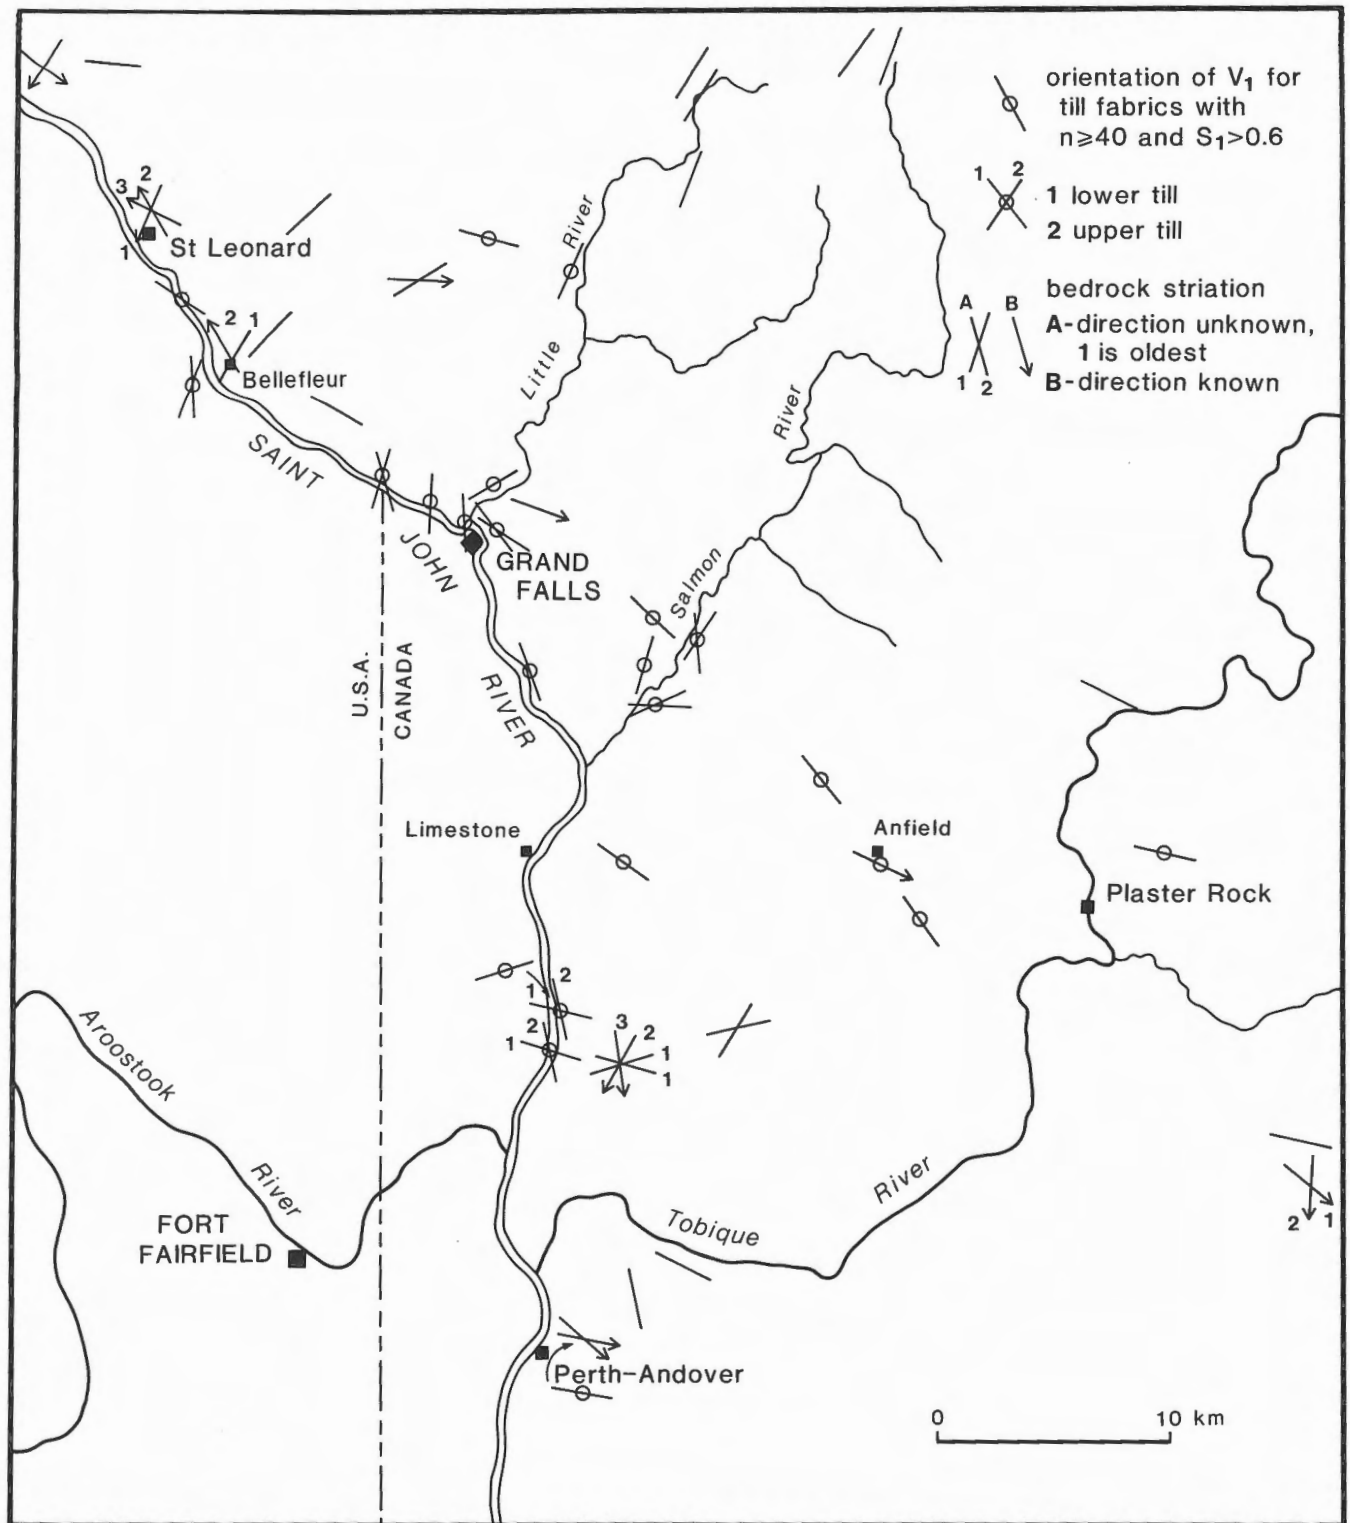 orientation of V1 for
till fabrics with
n≥40 and S1>0.6
1 2
1 lower till
2 upper till
bedrock striation
A B
A-direction unknown,
1 is oldest
B-direction known
1 2
3 2
1
St Leonard
2 1
Bellefleur
River
Little
River
SAINT
JOHN
RIVER
GRAND
FALLS
Salmon
U.S.A.
CANADA
Limestone
Anfield
Plaster Rock
2
1
2
1
3
2
1
1
Aroostook
River
FORT
FAIRFIELD
River
Tobique
2 1
Perth-Andover
0 10 km